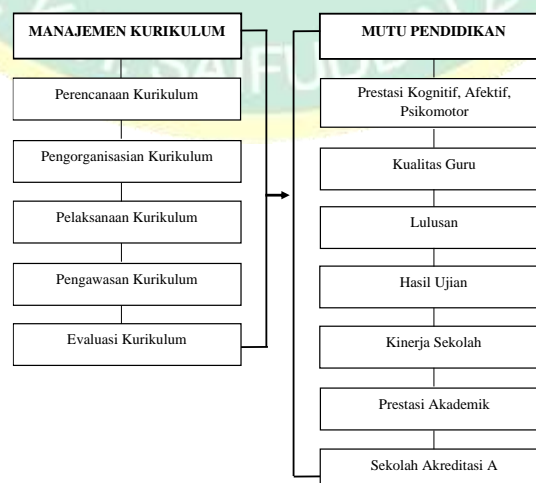 MANAJEMEN KURIKULUM
Perencanaan Kurikulum
Pengorganisasian Kurikulum
Pelaksanaan Kurikulum
Pengawasan Kurikulum
Evaluasi Kurikulum
MUTU PENDIDIKAN
Prestasi Kognitif, Afektif,
Psikomotor
Kualitas Guru
Lulusan
Hasil Ujian
Kinerja Sekolah
Prestasi Akademik
Sekolah Akreditasi A